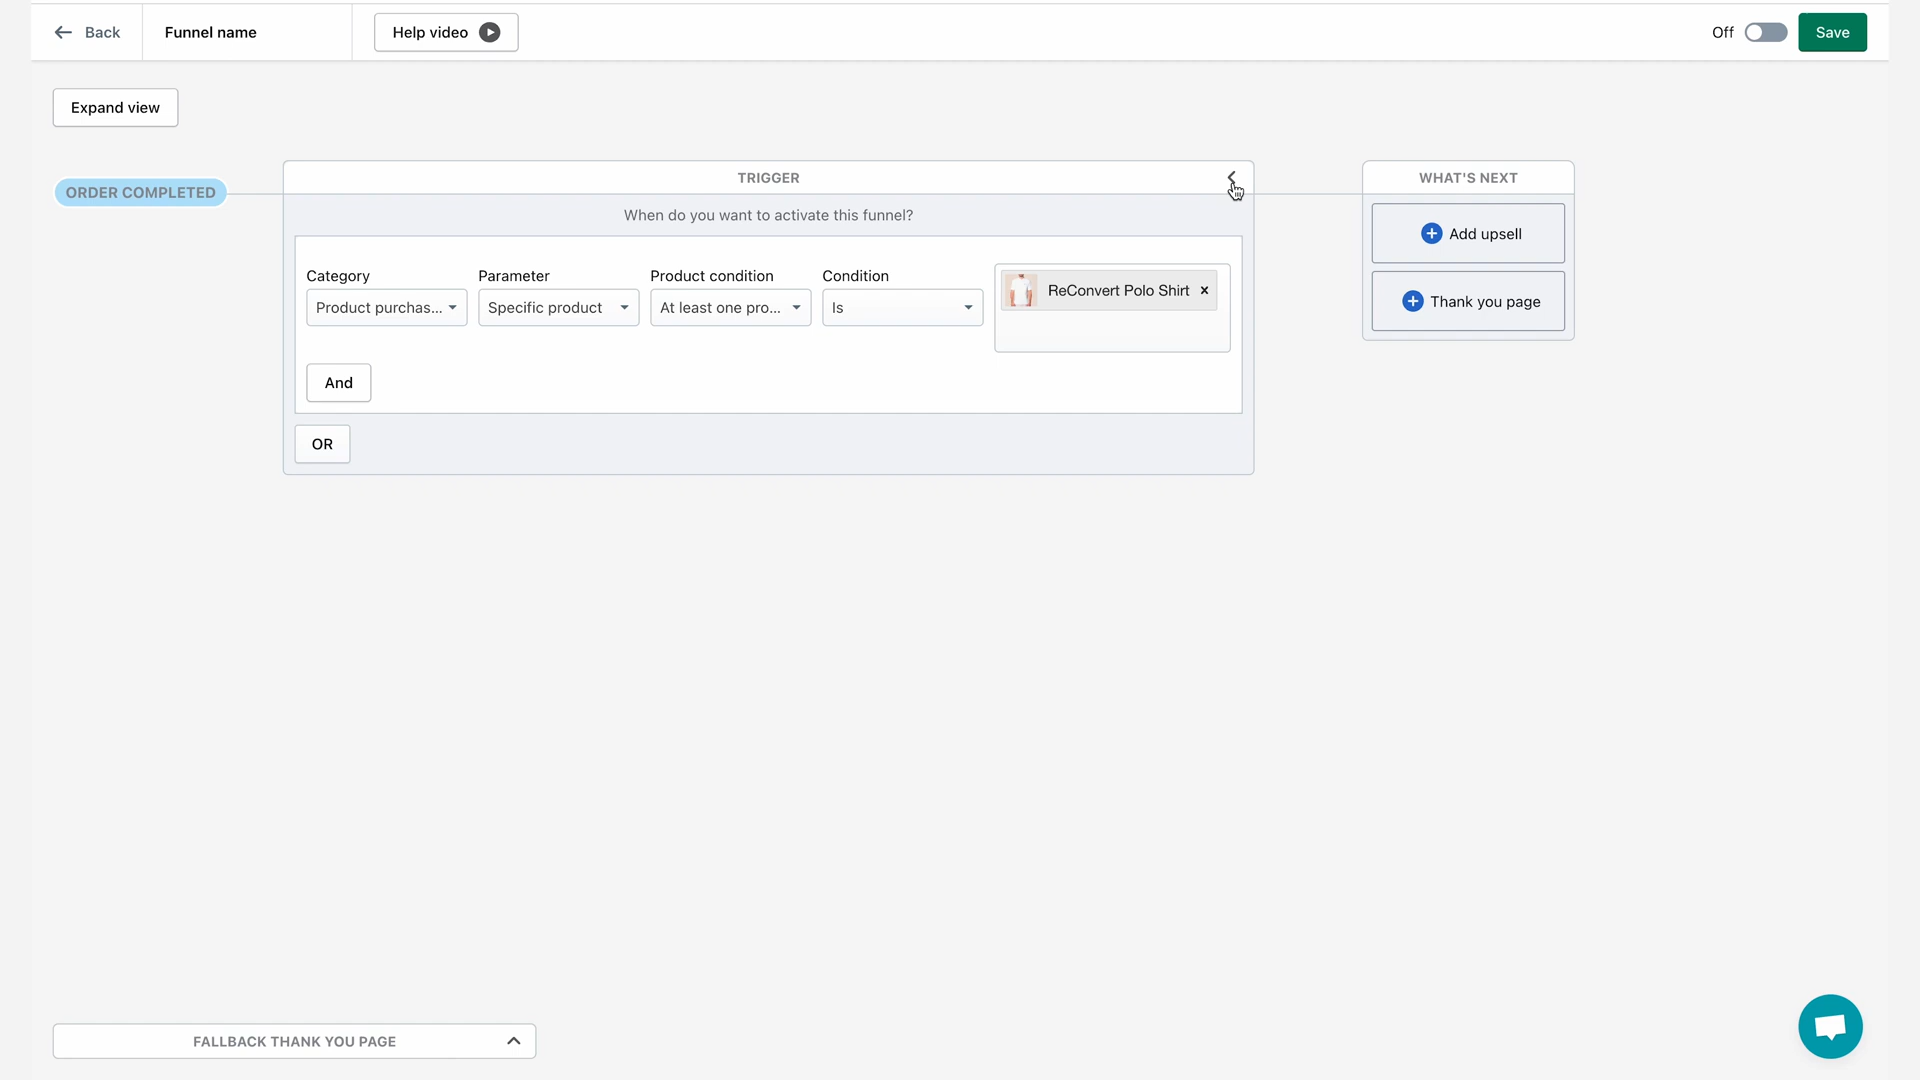 Back
Funnel name
Help video
Off
Save
Expand view
ORDER COMPLETED
TRIGGER
WHAT'S NEXT
When do you want to activate this funnel?
Category
Parameter
Product condition
Condition
Product purchas...
Specific product
At least one pro...
Is
ReConvert Polo Shirt
Add upsell
Thank you page
And
OR
FALLBACK THANK YOU PAGE